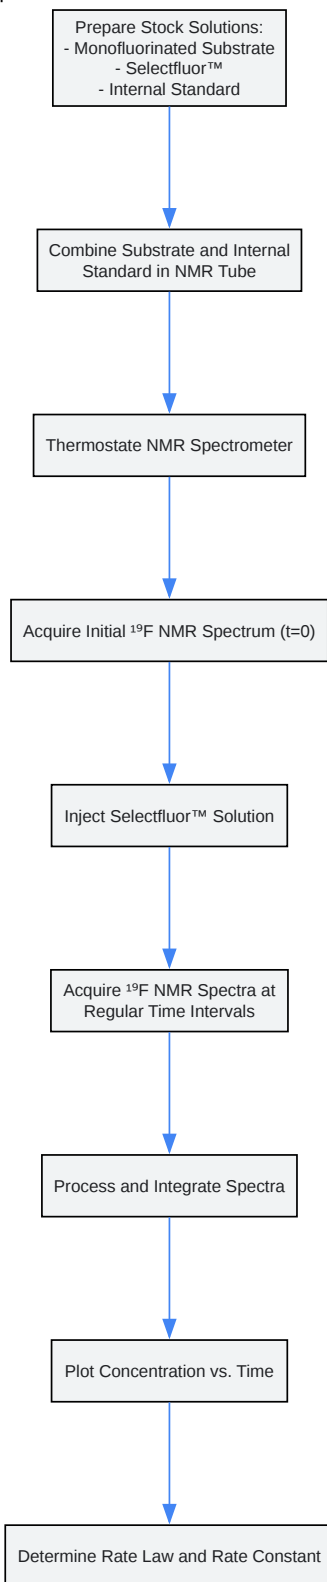 Prepare Stock Solutions:
- Monofluorinated Substrate
- Selectfluor™
- Internal Standard
Combine Substrate and Internal
Standard in NMR Tube
Thermostate NMR Spectrometer
Acquire Initial ¹⁹F NMR Spectrum (t=0)
Inject Selectfluor™ Solution
Acquire ¹⁹F NMR Spectra at
Regular Time Intervals
Process and Integrate Spectra
Plot Concentration vs. Time
Determine Rate Law and Rate Constant